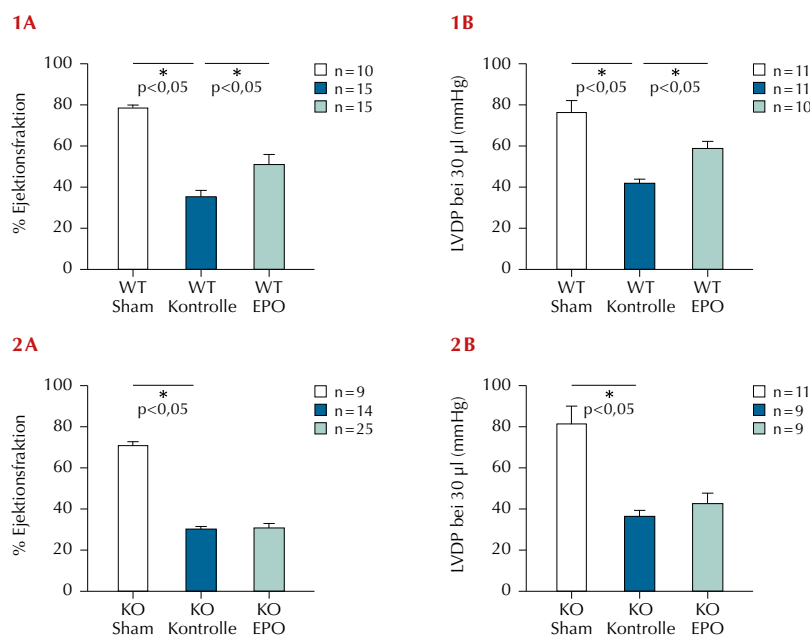 1A
% Ejektionsfraktion
100
80
60
40
20
0
*
p<0,05
*
p<0,05
n=10
n=15
n=15
WT Sham
WT Kontrolle
WT EPO
1B
LVDP bei 30 µl (mmHg)
100
80
60
40
20
0
*
p<0,05
*
p<0,05
n=11
n=11
n=10
WT Sham
WT Kontrolle
WT EPO
2A
% Ejektionsfraktion
100
80
60
40
20
0
*
p<0,05
n=9
n=14
n=25
KO Sham
KO Kontrolle
KO EPO
2B
LVDP bei 30 µl (mmHg)
100
80
60
40
20
0
*
p<0,05
n=11
n=9
n=9
KO Sham
KO Kontrolle
KO EPO